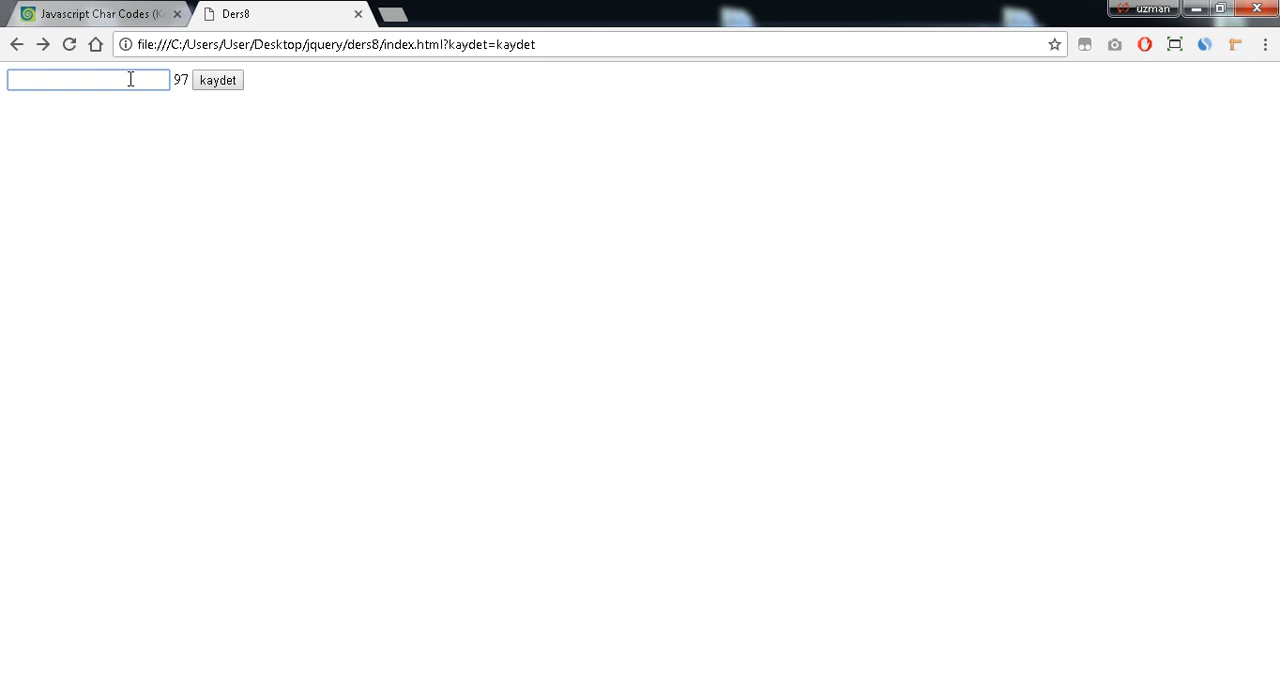 Javascript Char Codes (K
Ders8
uzman
file:///C:/Users/User/Desktop/jquery/ders8/index.html?kaydet=kaydet
97 kaydet